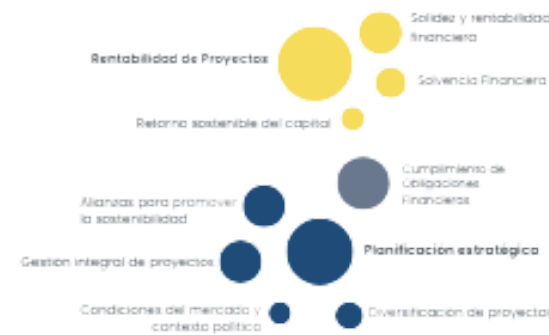 Solidez y rentabilidad
financiera
Rentabilidad de Proyectos
Solvencia Financiera
Retorno sostenible del capital
Cumplimiento de
Obligaciones
Financieras
Alianzas para promover
la sostenibilidad
Planificación estratégica
Gestión integral de proyectos
Condiciones del mercado y
contexto político
Diversificación de proyectos